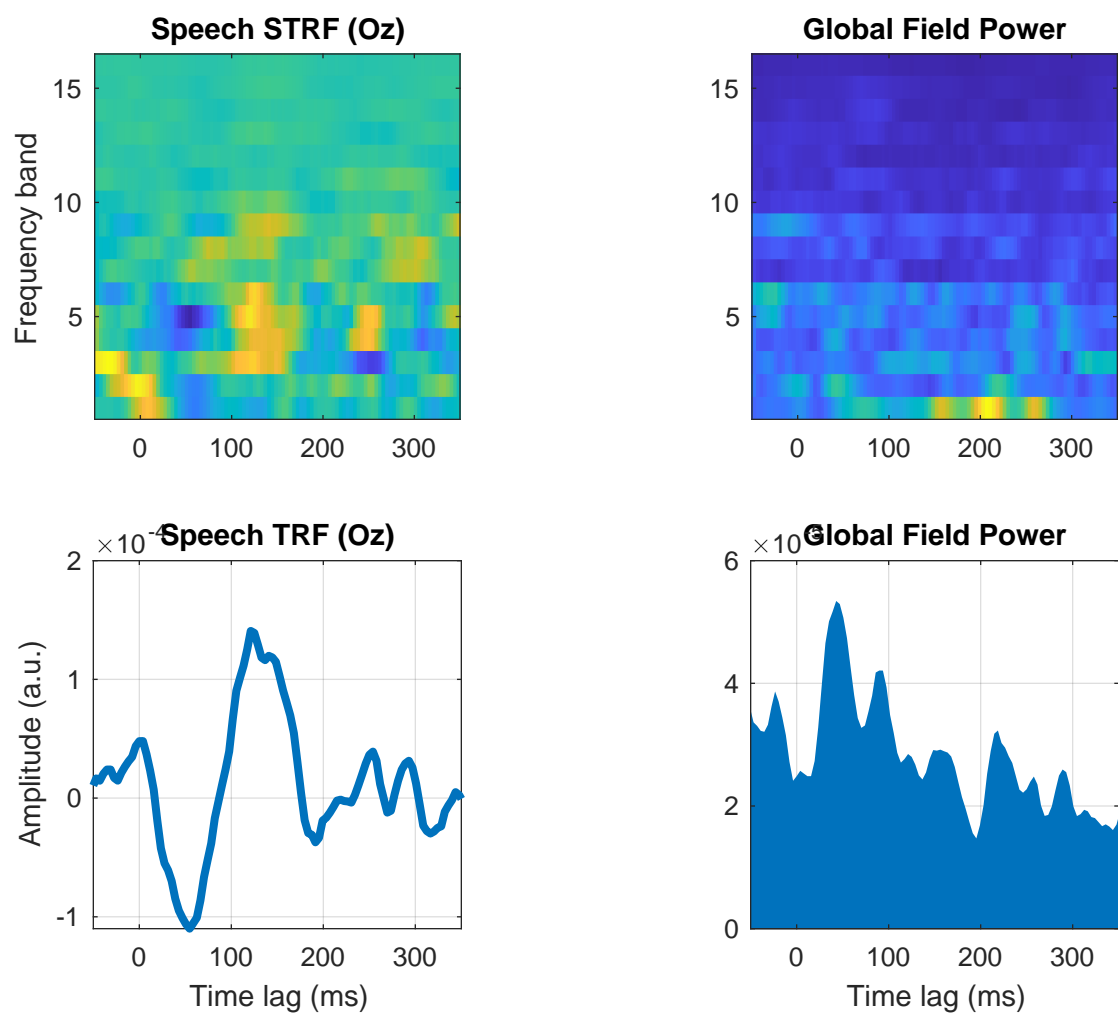 Speech STRF (Oz)
Global Field Power
Frequency band
15
10
5
0 100 200 300
15
10
5
0 100 200 300
Speech TRF (Oz)
×10
Global Field Power
×10
Amplitude (a.u.)
2
1
0
-1
0 100 200 300
Time lag (ms)
6
4
2
0
0 100 200 300
Time lag (ms)